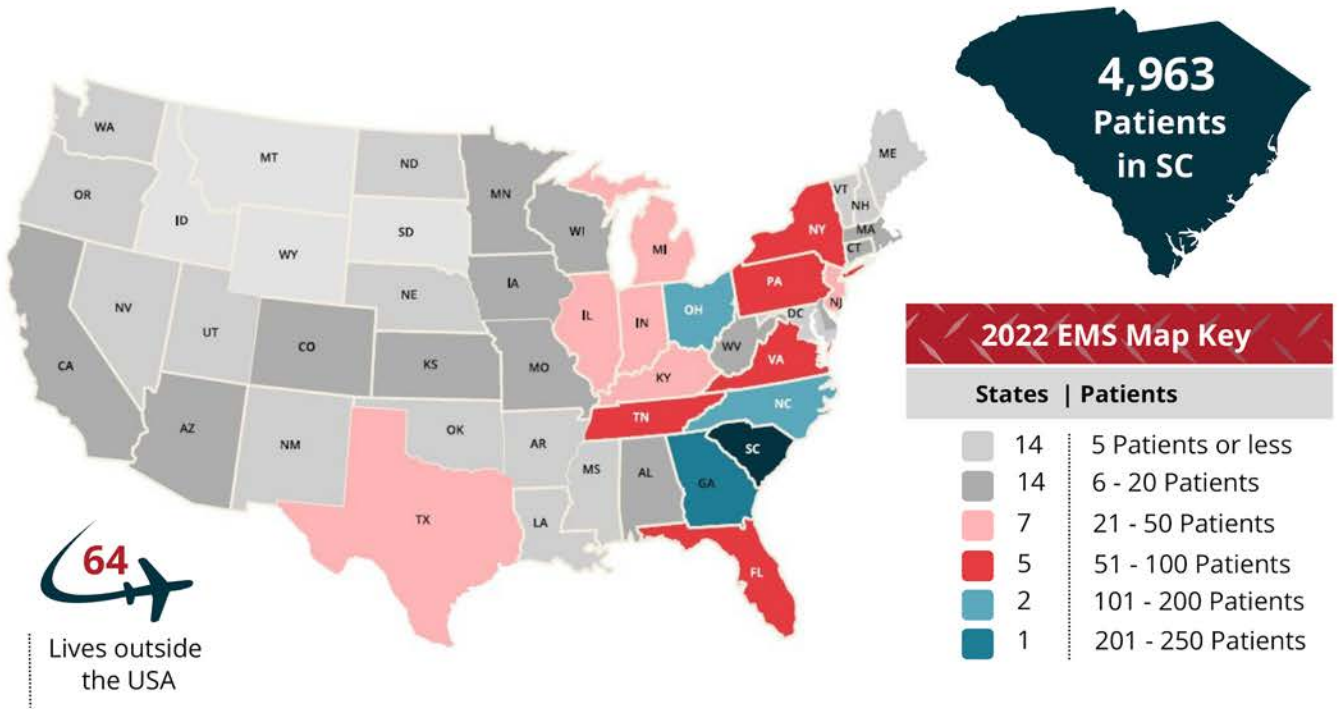 4,963
Patients
in SC
WA
OR
CA
NV
ID
MT
WY
UT
AZ
CO
NM
ND
SD
NE
KS
OK
TX
MN
IA
MO
AR
LA
WI
IL
MS
MI
IN
KY
TN
AL
OH
WV
GA
FL
SC
NC
VA
PA
NY
DC
NJ
CT
MA
VT
NH
ME
64
Lives outside
the USA
2022 EMS Map Key
States | Patients
14 5 Patients or less
14 6 - 20 Patients
7 21 - 50 Patients
5 51 - 100 Patients
2 101 - 200 Patients
1 201 - 250 Patients